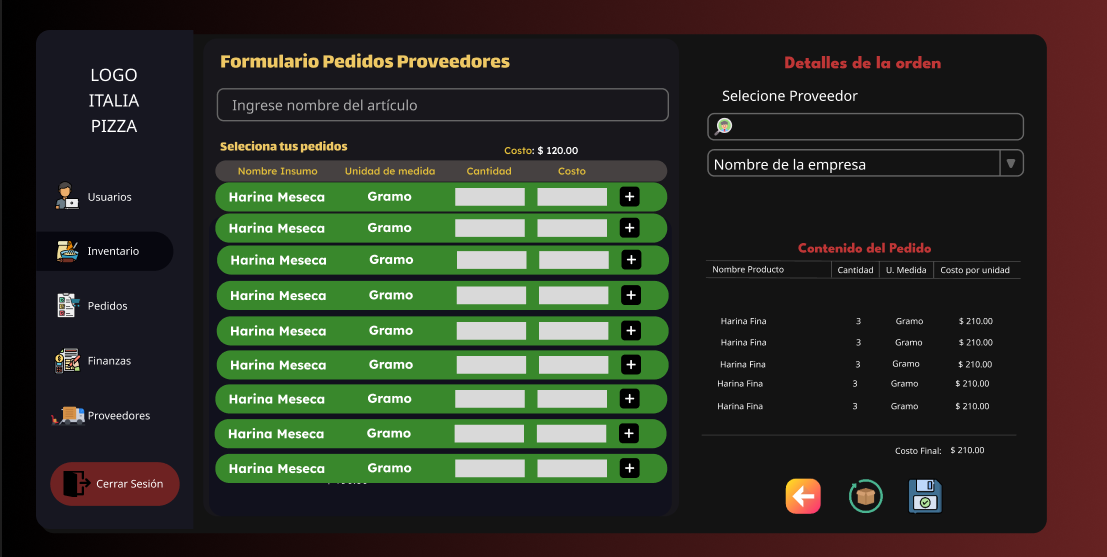 LOGO
ITALIA
PIZZA
Usuarios
Inventario
Pedidos
Finanzas
Proveedores
Cerrar Sesión
Formulario Pedidos Proveedores
Ingrese nombre del artículo
Seleciona tus pedidos
Costo: $ 120.00
Nombre Insumo Unidad de medida Cantidad Costo
Harina Meseca Gramo +
Harina Meseca Gramo +
Harina Meseca Gramo +
Harina Meseca Gramo +
Harina Meseca Gramo +
Harina Meseca Gramo +
Harina Meseca Gramo +
Harina Meseca Gramo +
Harina Meseca Gramo +
Detalles de la orden
Selecione Proveedor
Nombre de la empresa
Contenido del Pedido
Nombre Producto Cantidad U. Medida Costo por unidad
Harina Fina 3 Gramo $ 210.00
Harina Fina 3 Gramo $ 210.00
Harina Fina 3 Gramo $ 210.00
Harina Fina 3 Gramo $ 210.00
Harina Fina 3 Gramo $ 210.00
Costo Final: $ 210.00